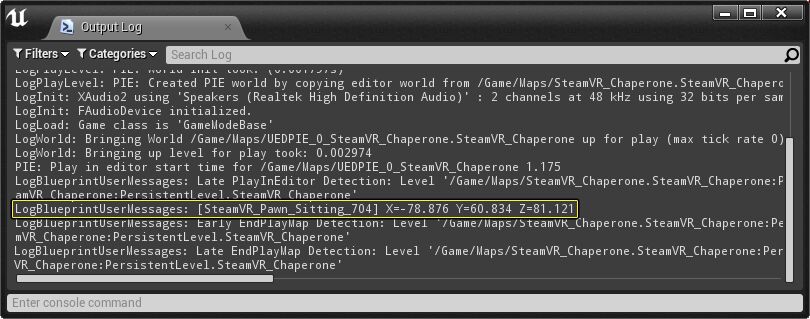 Output Log
Filters Categories Search Log
LogPlayLevel: PIE: World Init took: (0.001797s)
LogPlayLevel: PIE: Created PIE world by copying editor world from /Game/Maps/SteamVR_Chaperone.SteamVR_Chapero
LogInit: XAudio2 using 'Speakers (Realtek High Definition Audio)' : 2 channels at 48 kHz using 32 bits per sam
LogInit: FAudioDevice initialized.
LogLoad: Game class is 'GameModeBase'
LogWorld: Bringing World /Game/Maps/UEDPIE_0_SteamVR_Chaperone.SteamVR_Chaperone up for play (max tick rate 0)
LogWorld: Bringing up level for play took: 0.002974
PIE: Play in editor start time for /Game/Maps/UEDPIE_0_SteamVR_Chaperone 1.175
LogBlueprintUserMessages: Late PlayInEditor Detection: Level '/Game/Maps/SteamVR_Chaperone.SteamVR_Chaperone:P
amVR_Chaperone:PersistentLevel.SteamVR_Chaperone'
LogBlueprintUserMessages: [SteamVR_Pawn_Sitting_704] X=-78.876 Y=60.834 Z=81.121
LogBlueprintUserMessages: Early EndPlayMap Detection: Level '/Game/Maps/SteamVR_Chaperone.SteamVR_Chaperone:Pe
mVR_Chaperone:PersistentLevel.SteamVR_Chaperone'
LogBlueprintUserMessages: Late EndPlayMap Detection: Level '/Game/Maps/SteamVR_Chaperone.SteamVR_Chaperone:Per
VR_Chaperone:PersistentLevel.SteamVR_Chaperone'
Enter console command